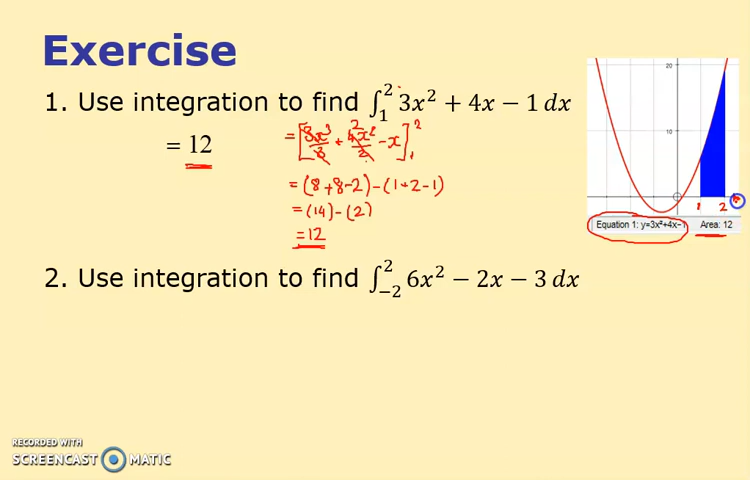 Exercise
1. Use integration to find ∫₁² 3x² + 4x − 1 dx
= 12
= [3x³/3 + 4x²/2 − x]₁²
2
= (8+8−2)−(1+2−1)
= (14)−(2)
= 12
20
10
0
1 2
Equation 1: y=3x²+4x−1 Area: 12
2. Use integration to find ∫₋₂² 6x² − 2x − 3 dx
RECORDED WITH
SCREENCAST MATIC